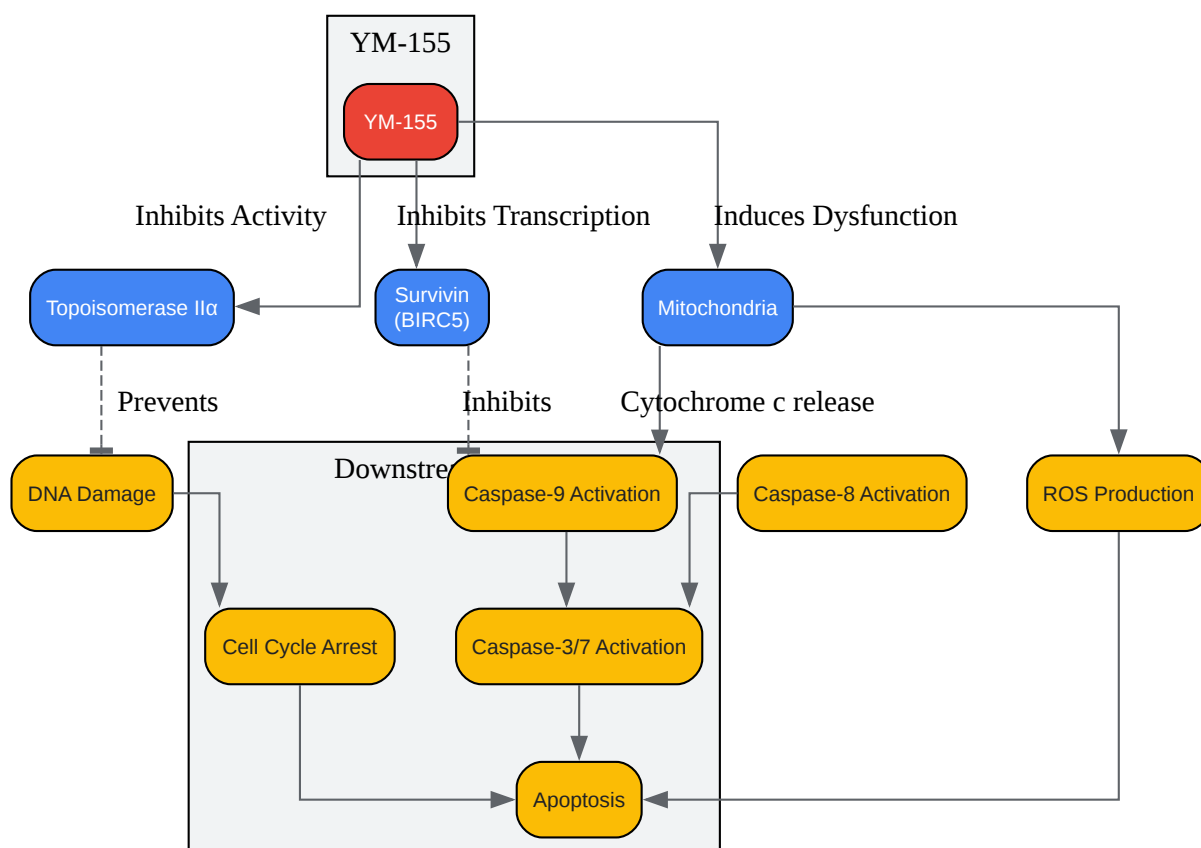 YM-155
YM-155
Inhibits Activity
Inhibits Transcription
Induces Dysfunction
Topoisomerase IIα
Survivin
(BIRC5)
Mitochondria
Prevents
Inhibits
Cytochrome c release
Downstre
DNA Damage
Caspase-9 Activation
Caspase-8 Activation
ROS Production
Cell Cycle Arrest
Caspase-3/7 Activation
Apoptosis